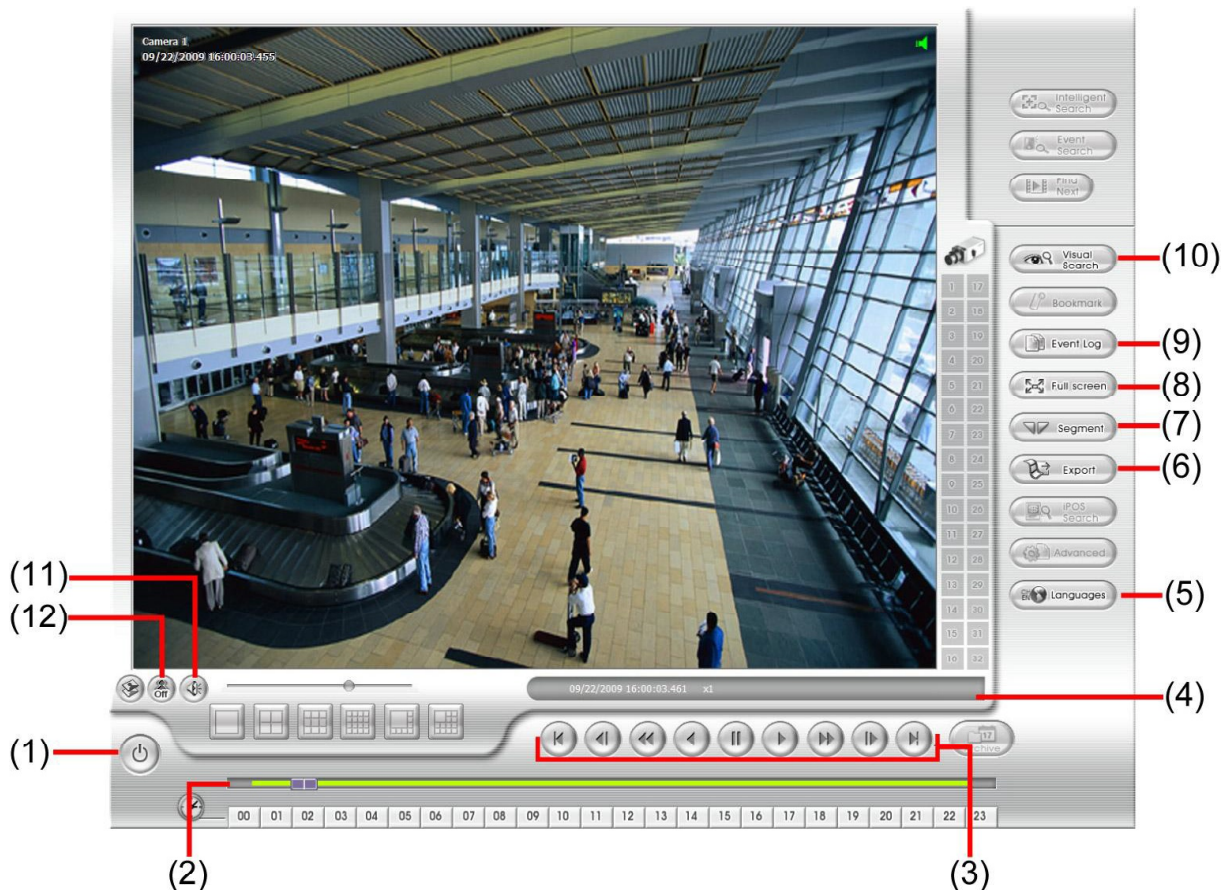 Camera 1
09/22/2009 16:00:03.455
Intelligent
Search
Event
Search
Find
Next
Visual
Search
(10)
1 17
2 18
Bookmark
3 19
Event Log
(9)
4 20
5 21
Full screen
(8)
6 22
7 23
Segment
(7)
8 24
9 25
Export
(6)
10 26
iPOS
Search
11 27
12 28
Advanced
13 29
Languages
(5)
14 30
15 31
16 32
(11)
(12)
Off
09/22/2009 16:00:03.461 x1
(4)
(1)
17
Archive
00 01 02 03 04 05 06 07 08 09 10 11 12 13 14 15 16 17 18 19 20 21 22 23
(2)
(3)